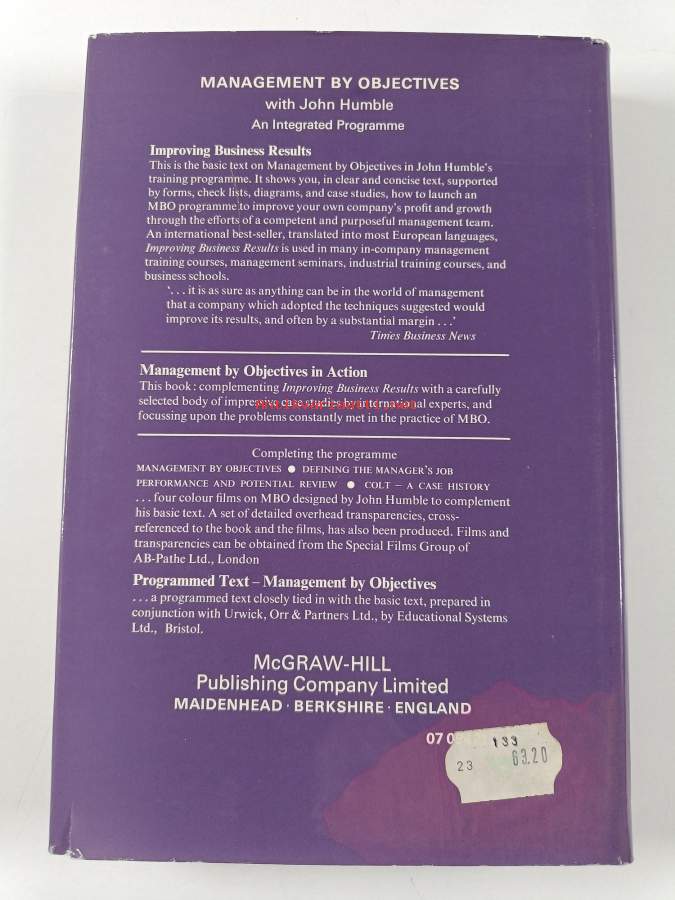 MANAGEMENT BY OBJECTIVES
with John Humble
An Integrated Programme
Improving Business Results
This is the basic text on Management by Objectives in John Humble's
training programme. It shows you, in clear and concise text, supported
by forms, check lists, diagrams, and case studies, how to launch an
MBO programme to improve your own company's profit and growth
through the efforts of a competent and purposeful management team.
An international best-seller, translated into most European languages,
Improving Business Results is used in many in-company management
training courses, management seminars, industrial training courses, and
business schools.
'. . . it is as sure as anything can be in the world of management
that a company which adopted the techniques suggested would
improve its results, and often by a substantial margin . . .'
Times Business News
Management by Objectives in Action
This book: complementing Improving Business Results with a carefully
selected body of impressive case studies by international experts, and
focussing upon the problems constantly met in the practice of MBO.
Completing the programme
MANAGEMENT BY OBJECTIVES ● DEFINING THE MANAGER'S JOB
PERFORMANCE AND POTENTIAL REVIEW ● COLT – A CASE HISTORY
. . . four colour films on MBO designed by John Humble to complement
his basic text. A set of detailed overhead transparencies, cross-
referenced to the book and the films, has also been produced. Films and
transparencies can be obtained from the Special Films Group of
AB-Pathe Ltd., London
Programmed Text – Management by Objectives
. . . a programmed text closely tied in with the basic text, prepared in
conjunction with Urwick, Orr & Partners Ltd., by Educational Systems
Ltd., Bristol.
McGRAW-HILL
Publishing Company Limited
MAIDENHEAD · BERKSHIRE · ENGLAND
07
133
23 63.20